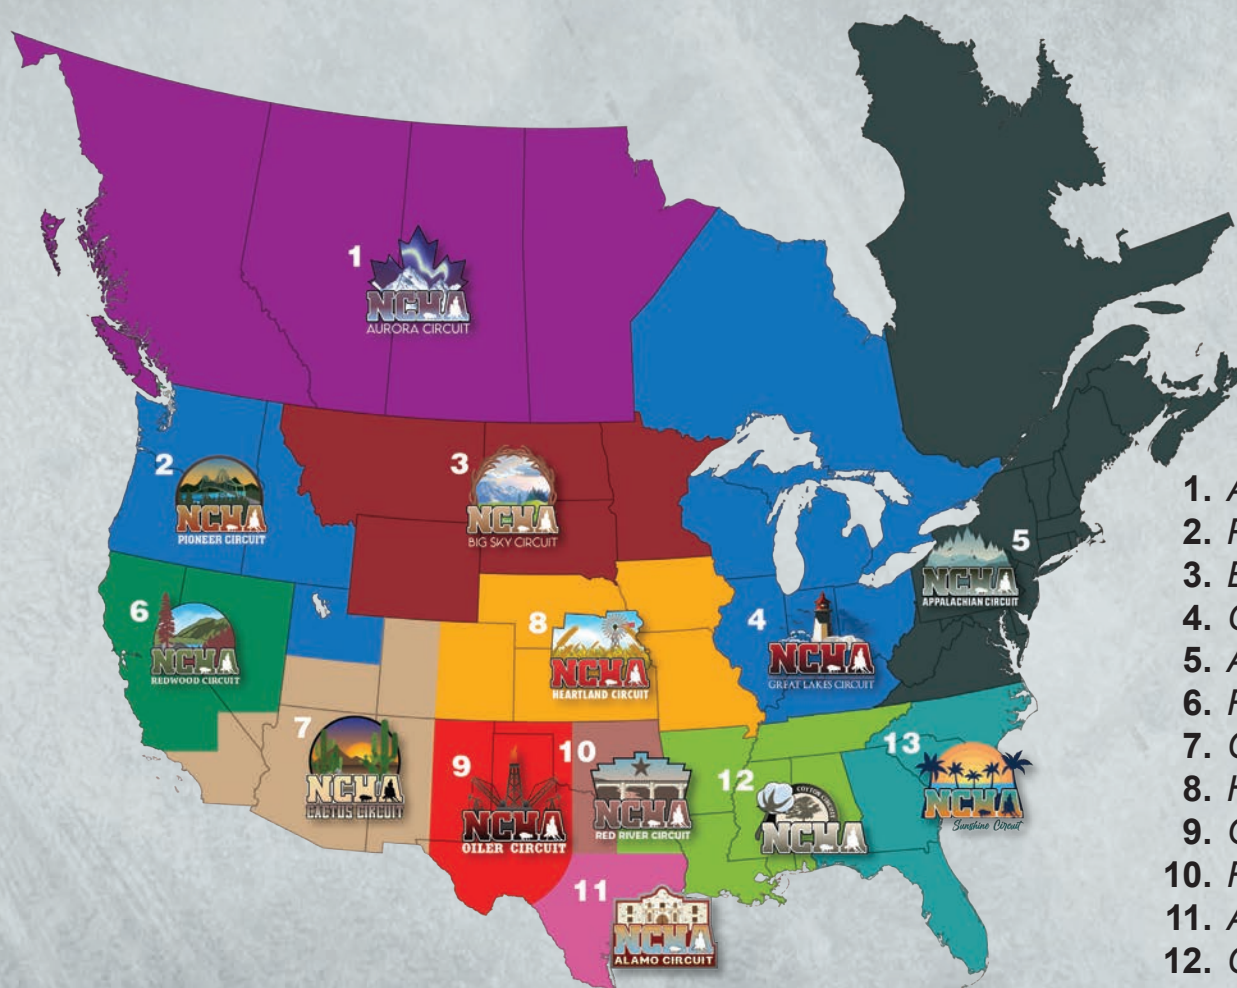 1
NCHA
AURORA CIRCUIT
2
NCHA
PIONEER CIRCUIT
3
NCHA
BIG SKY CIRCUIT
4
NCHA
GREAT LAKES CIRCUIT
5
NCHA
APPALACHIAN CIRCUIT
6
NCHA
REDWOOD CIRCUIT
7
NCHA
CACTUS CIRCUIT
8
NCHA
HEARTLAND CIRCUIT
9
NCHA
OILER CIRCUIT
10
NCHA
RED RIVER CIRCUIT
11
NCHA
ALAMO CIRCUIT
12
COTTON CIRCUIT
NCHA
13
NCHA
Sunshine Circuit
1. A
2. P
3. B
4. G
5. A
6. R
7. C
8. H
9. O
10. R
11. A
12. C